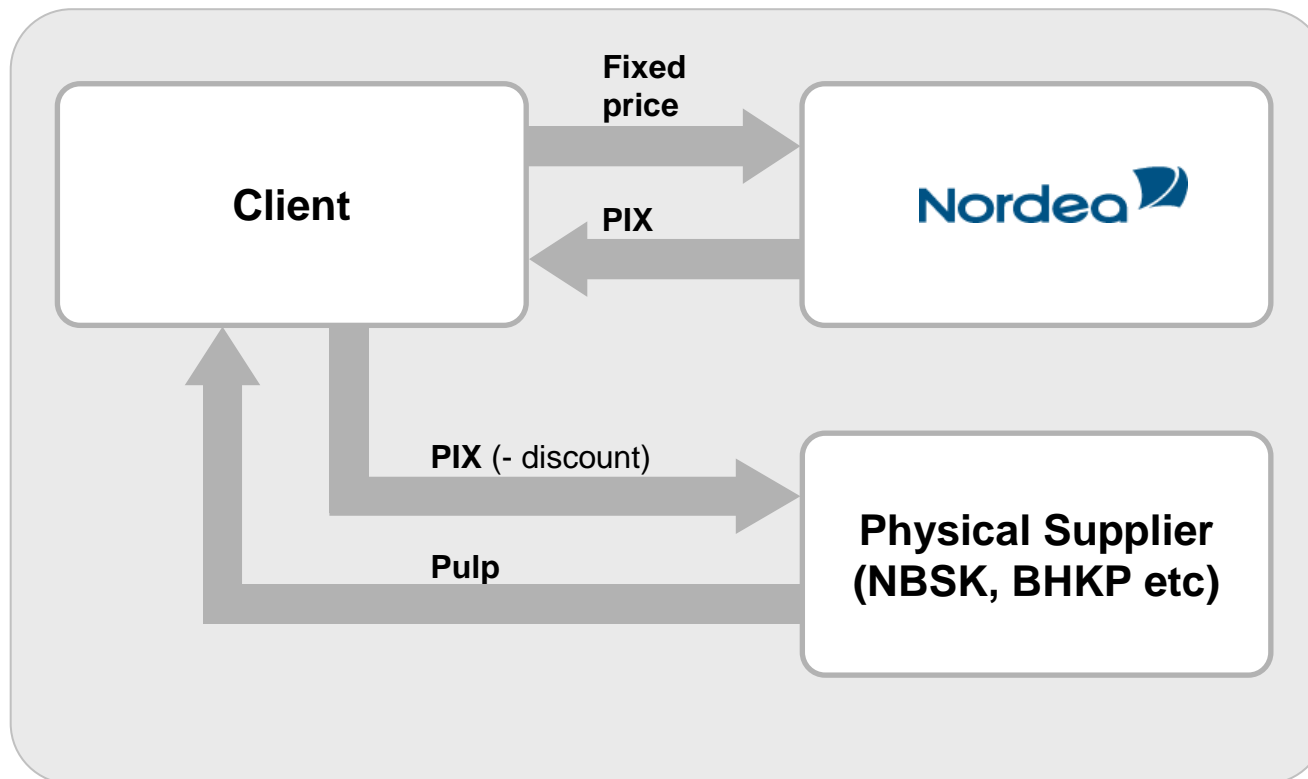 Fixed
price
Client
Nordea
PIX
PIX (- discount)
Pulp
Physical Supplier
(NBSK, BHKP etc)